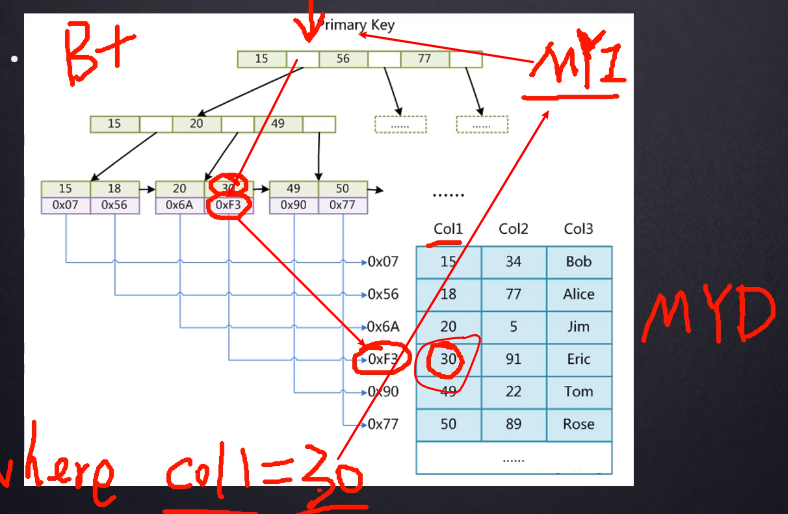 Primary Key
B+
MYI
15 56 77
15 20 49
...... ......
15 18 20 30 49 50
0x07 0x56 0x6A 0xF3 0x90 0x77
......
Col1 Col2 Col3
0x07 15 34 Bob
0x56 18 77 Alice
0x6A 20 5 Jim
MYD
0xF3 30 91 Eric
0x90 49 22 Tom
0x77 50 89 Rose
......
where col1=30